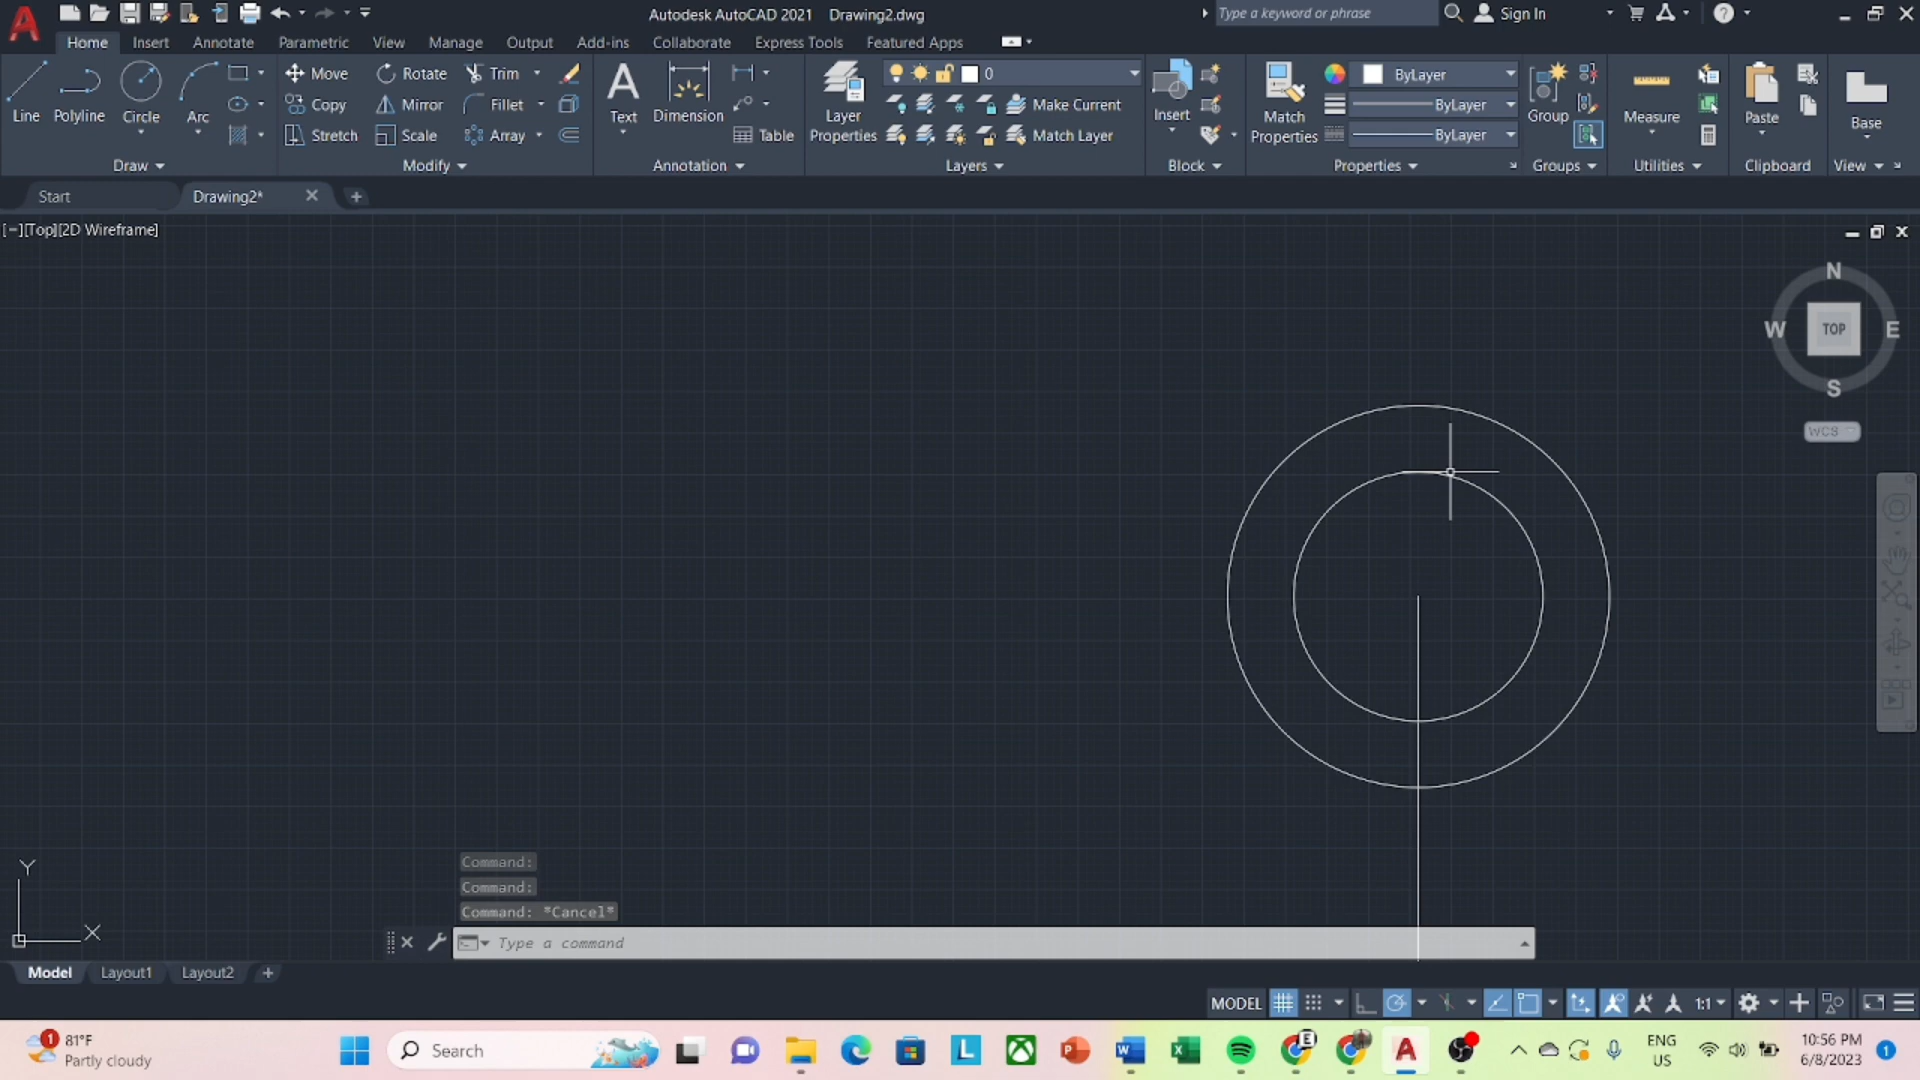 Autodesk AutoCAD 2021 Drawing2.dwg
Type a keyword or phrase
Sign In
Home Insert Annotate Parametric View Manage Output Add-ins Collaborate Express Tools Featured Apps
Line Polyline Circle Arc
Move Rotate Trim
Copy Mirror Fillet
Stretch Scale Array
Text Dimension Table
Layer Properties
0
Make Current
Match Layer
Insert
Match Properties
ByLayer
ByLayer
ByLayer
Group
Measure
Paste
Base
Draw Modify Annotation Layers Block Properties Groups Utilities Clipboard View
Start Drawing2*
[−][Top][2D Wireframe]
N
W TOP E
S
WCS
Y
X
Command:
Command:
Command: *Cancel*
Type a command
Model Layout1 Layout2
MODEL 1:1
1
81°F
Partly cloudy
Search
ENG
US
10:56 PM
6/8/2023
1